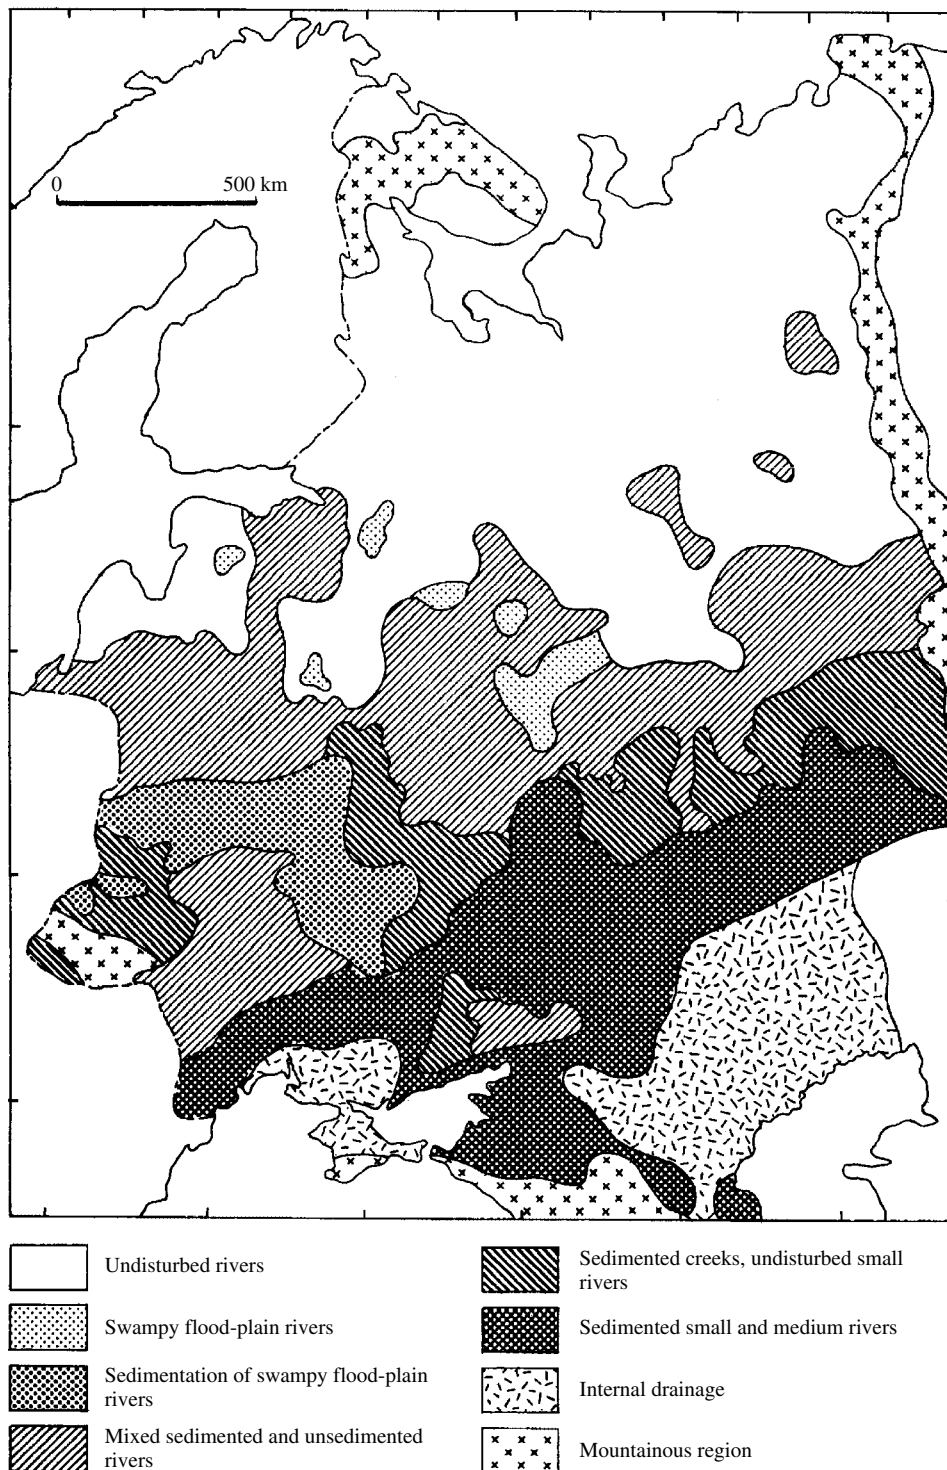 0 500 km
Undisturbed rivers
Swampy flood-plain rivers
Sedimentation of swampy flood-plain
rivers
Mixed sedimented and unsedimented
rivers
Sedimented creeks, undisturbed small
rivers
Sedimented small and medium rivers
Internal drainage
Mountainous region